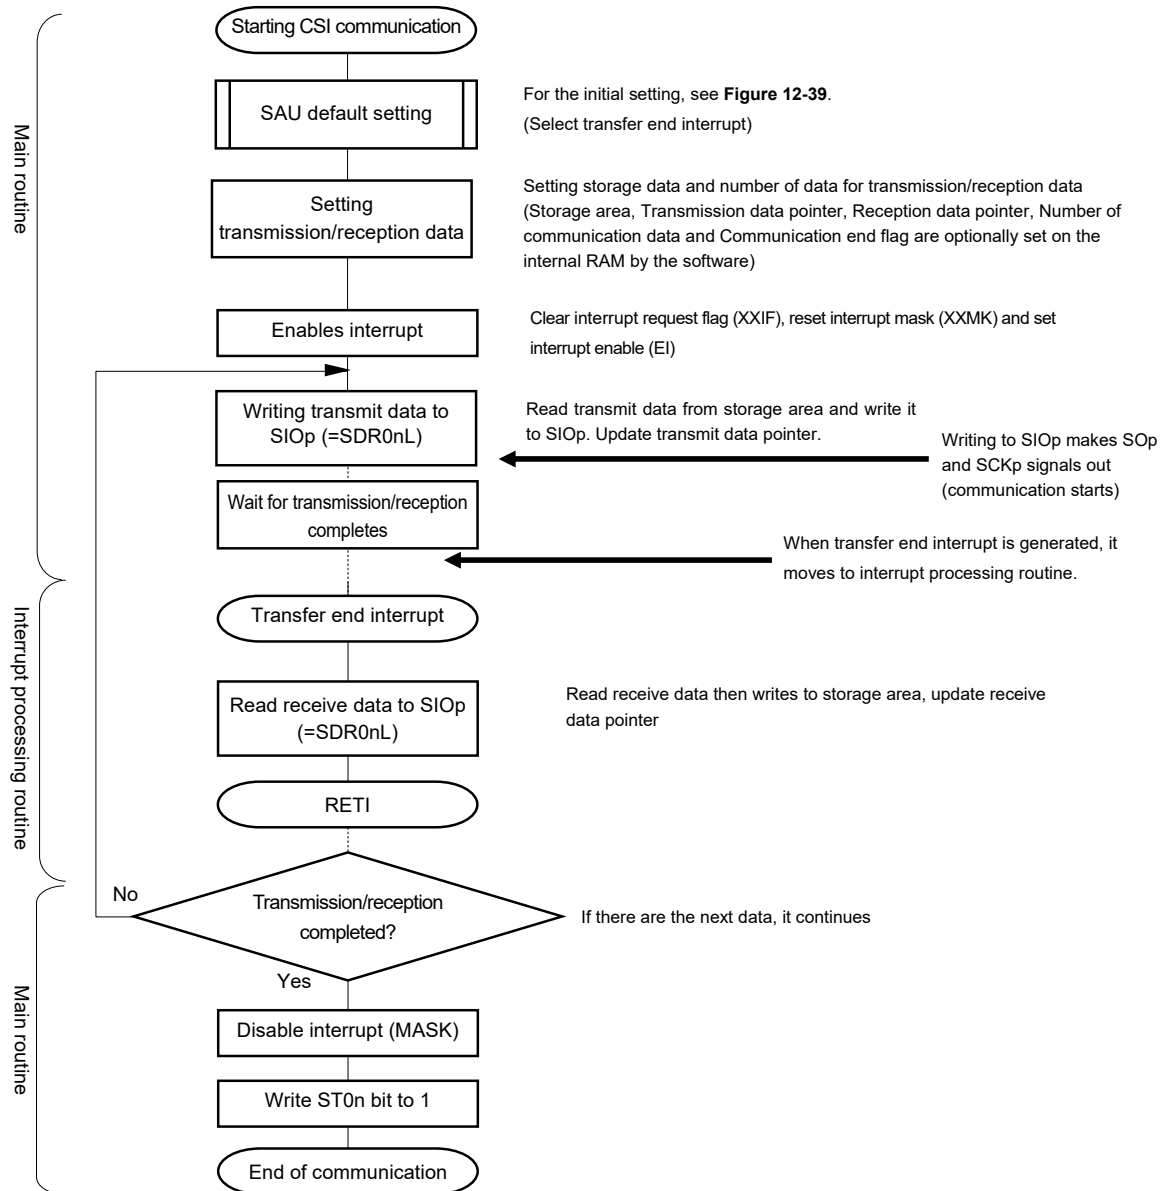 Main routine
Starting CSI communication
SAU default setting
For the initial setting, see Figure 12-39.
(Select transfer end interrupt)
Setting
transmission/reception data
Setting storage data and number of data for transmission/reception data
(Storage area, Transmission data pointer, Reception data pointer, Number of
communication data and Communication end flag are optionally set on the
internal RAM by the software)
Enables interrupt
Clear interrupt request flag (XXIF), reset interrupt mask (XXMK) and set
interrupt enable (EI)
Writing transmit data to
SIOp (=SDR0nL)
Read transmit data from storage area and write it
to SIOp. Update transmit data pointer.
Writing to SIOp makes SOp
and SCKp signals out
(communication starts)
Wait for transmission/reception
completes
When transfer end interrupt is generated, it
moves to interrupt processing routine.
Interrupt processing routine
Transfer end interrupt
Read receive data to SIOp
(=SDR0nL)
Read receive data then writes to storage area, update receive
data pointer
RETI
Main routine
No
Transmission/reception
completed?
If there are the next data, it continues
Yes
Disable interrupt (MASK)
Write ST0n bit to 1
End of communication